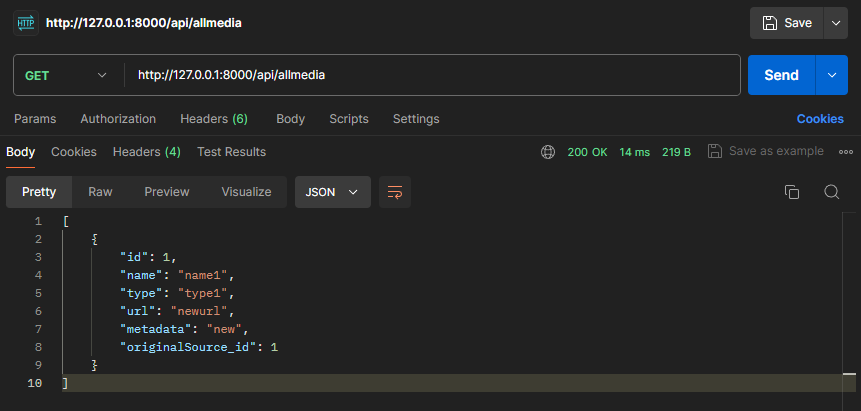 HTTP http://127.0.0.1:8000/api/allmedia Save
GET http://127.0.0.1:8000/api/allmedia Send
Params Authorization Headers (6) Body Scripts Settings Cookies
Body Cookies Headers (4) Test Results 200 OK 14 ms 219 B Save as example
Pretty Raw Preview Visualize JSON
1 [
2 {
3 "id": 1,
4 "name": "name1",
5 "type": "type1",
6 "url": "newurl",
7 "metadata": "new",
8 "originalSource_id": 1
9 }
10 ]